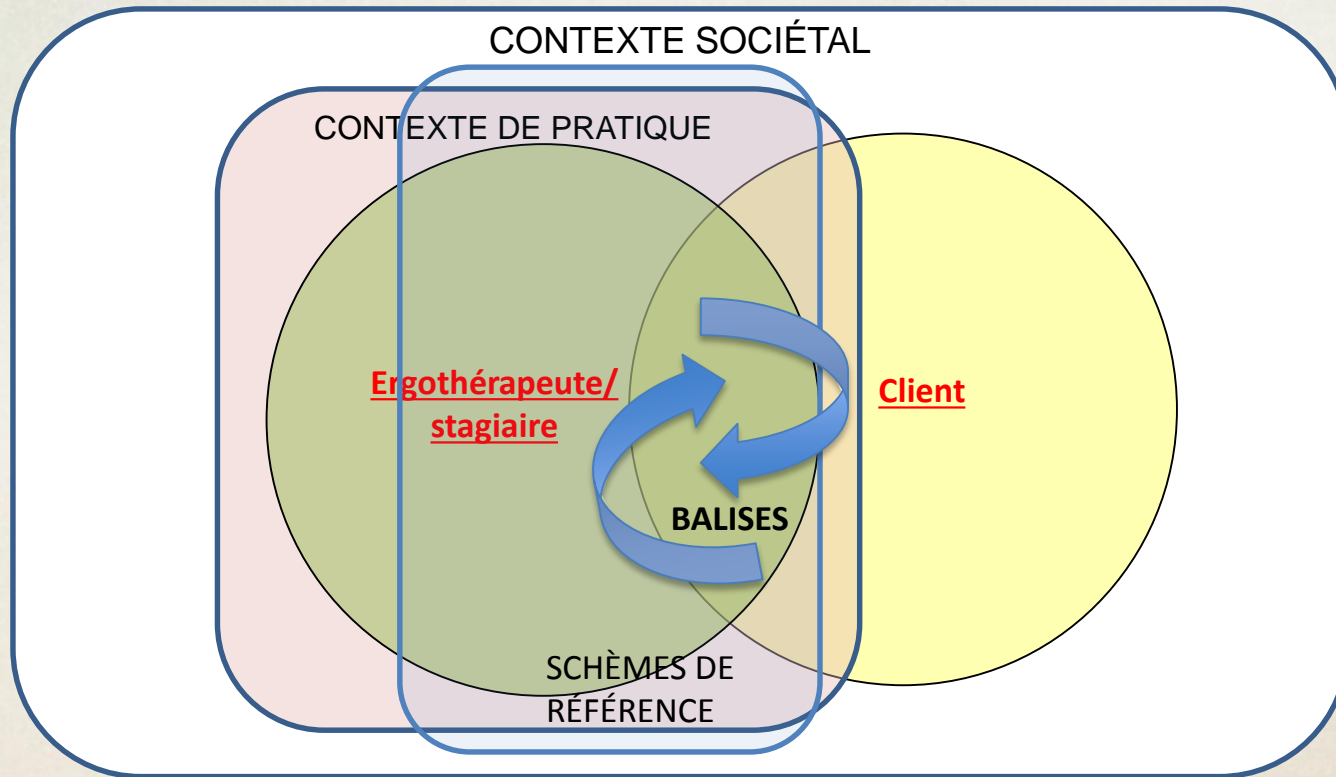 CONTEXTE SOCIÉTAL
CONTEXTE DE PRATIQUE
Ergothérapeute/
stagiaire
Client
BALISES
SCHÈMES DE
RÉFÉRENCE